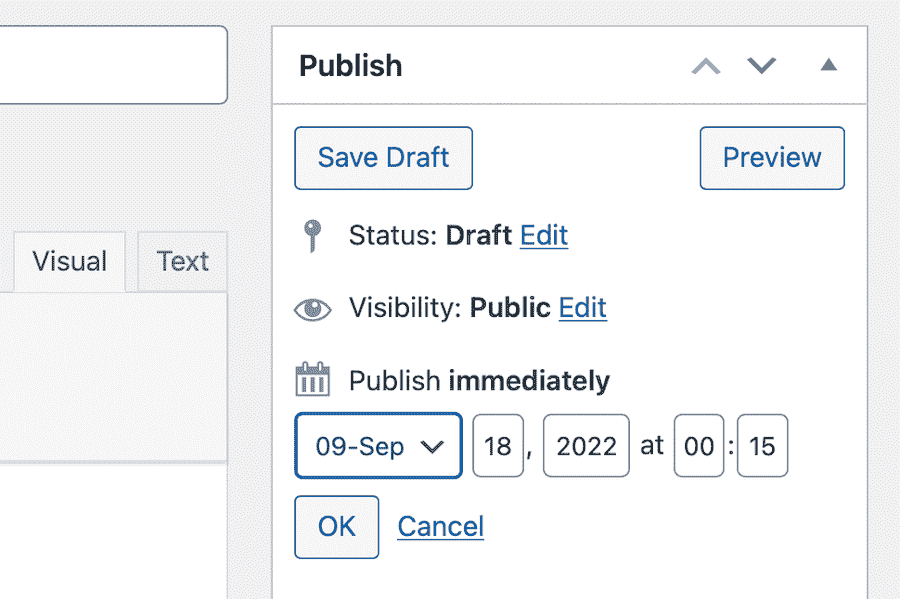 Publish
Save Draft Preview
Visual Text
Status: Draft Edit
Visibility: Public Edit
Publish immediately
09-Sep 18, 2022 at 00:15
OK Cancel